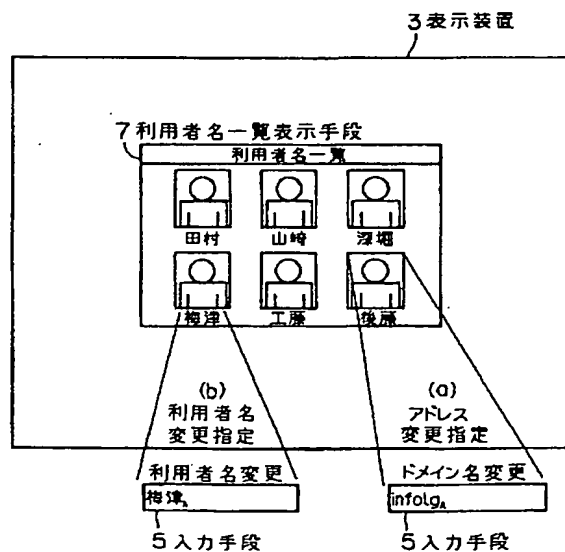 3表示装置
7利用者名一覧表示手段
利用者名一覧
田村 山崎 深堀
梅津 工藤 後藤
(b) (a)
利用者名 アドレス
変更指定 変更指定
利用者名変更 ドメイン名変更
梅津 infolg
5入力手段 5入力手段